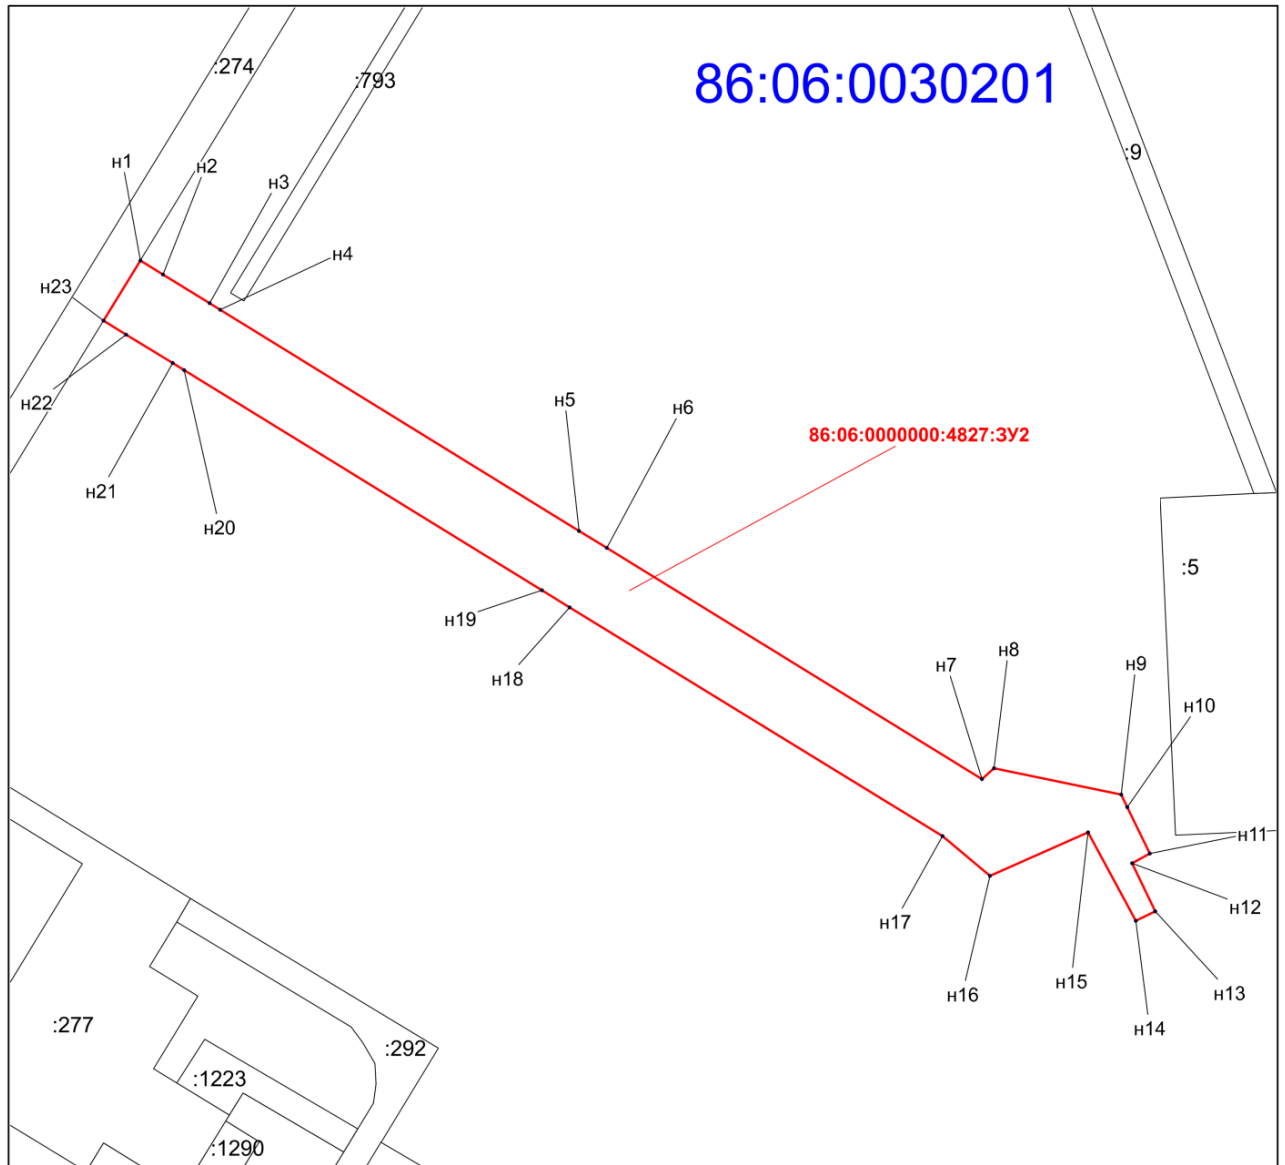 :274
:793
86:06:0030201
:9
н1
н2
н3
н4
н23
н22
н5
н6
86:06:0000000:4827:ЗУ2
н21
н20
:5
н19
н18
н7
н8
н9
н10
н11
н12
н17
н16
н15
н13
н14
:277
:292
:1223
:1290